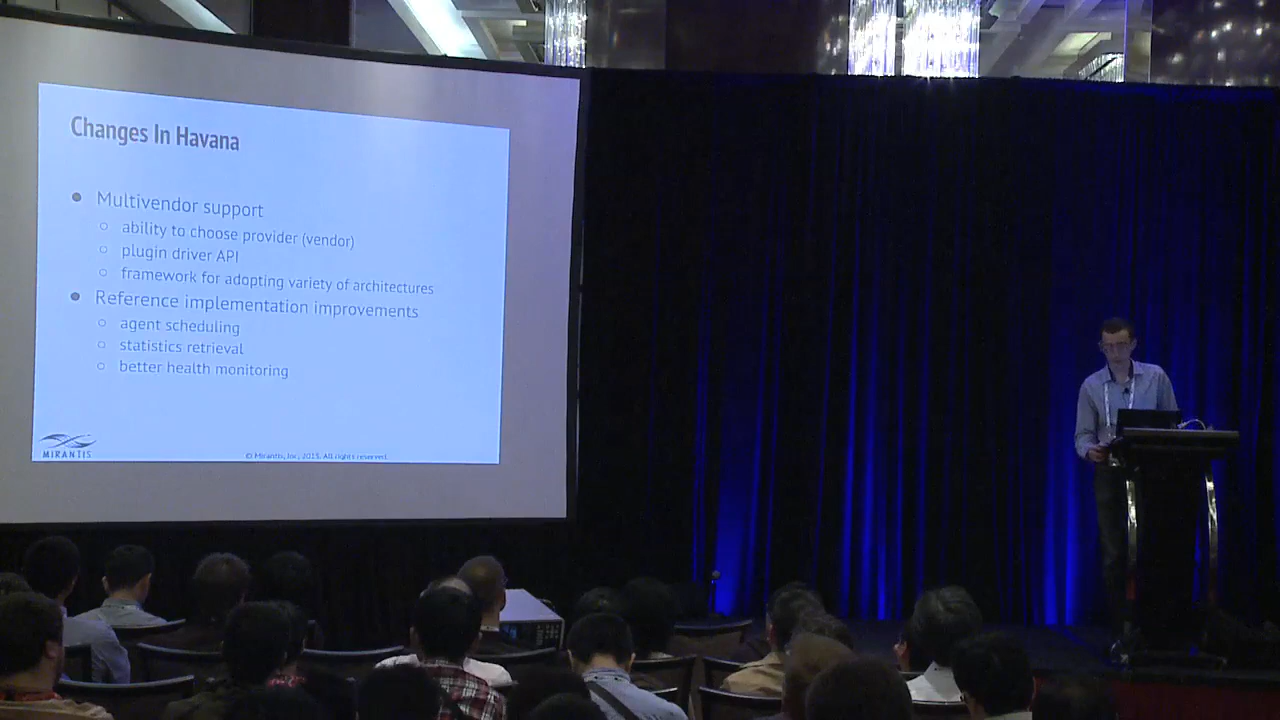 Changes In Havana
Multivendor support
ability to choose provider (vendor)
plugin driver API
framework for adopting variety of architectures
Reference implementation improvements
agent scheduling
statistics retrieval
better health monitoring
MIRANTIS
© Mirantis, Inc., 2013. All rights reserved.